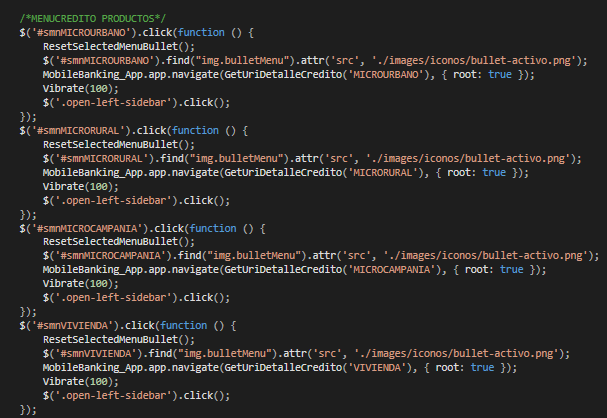 /*MENUCREDITO PRODUCTOS*/
$('#smnMICROURBANO').click(function () {
    ResetSelectedMenuBullet();
    $('#smnMICROURBANO').find("img.bulletMenu").attr('src', './images/iconos/bullet-activo.png');
    MobileBanking_App.app.navigate(GetUriDetalleCredito('MICROURBANO'), { root: true });
    Vibrate(100);
    $('.open-left-sidebar').click();
});
$('#smnMICRORURAL').click(function () {
    ResetSelectedMenuBullet();
    $('#smnMICRORURAL').find("img.bulletMenu").attr('src', './images/iconos/bullet-activo.png');
    MobileBanking_App.app.navigate(GetUriDetalleCredito('MICRORURAL'), { root: true });
    Vibrate(100);
    $('.open-left-sidebar').click();
});
$('#smnMICROCAMPANIA').click(function () {
    ResetSelectedMenuBullet();
    $('#smnMICROCAMPANIA').find("img.bulletMenu").attr('src', './images/iconos/bullet-activo.png');
    MobileBanking_App.app.navigate(GetUriDetalleCredito('MICROCAMPANIA'), { root: true });
    Vibrate(100);
    $('.open-left-sidebar').click();
});
$('#smnVIVIENDA').click(function () {
    ResetSelectedMenuBullet();
    $('#smnVIVIENDA').find("img.bulletMenu").attr('src', './images/iconos/bullet-activo.png');
    MobileBanking_App.app.navigate(GetUriDetalleCredito('VIVIENDA'), { root: true });
    Vibrate(100);
    $('.open-left-sidebar').click();
});